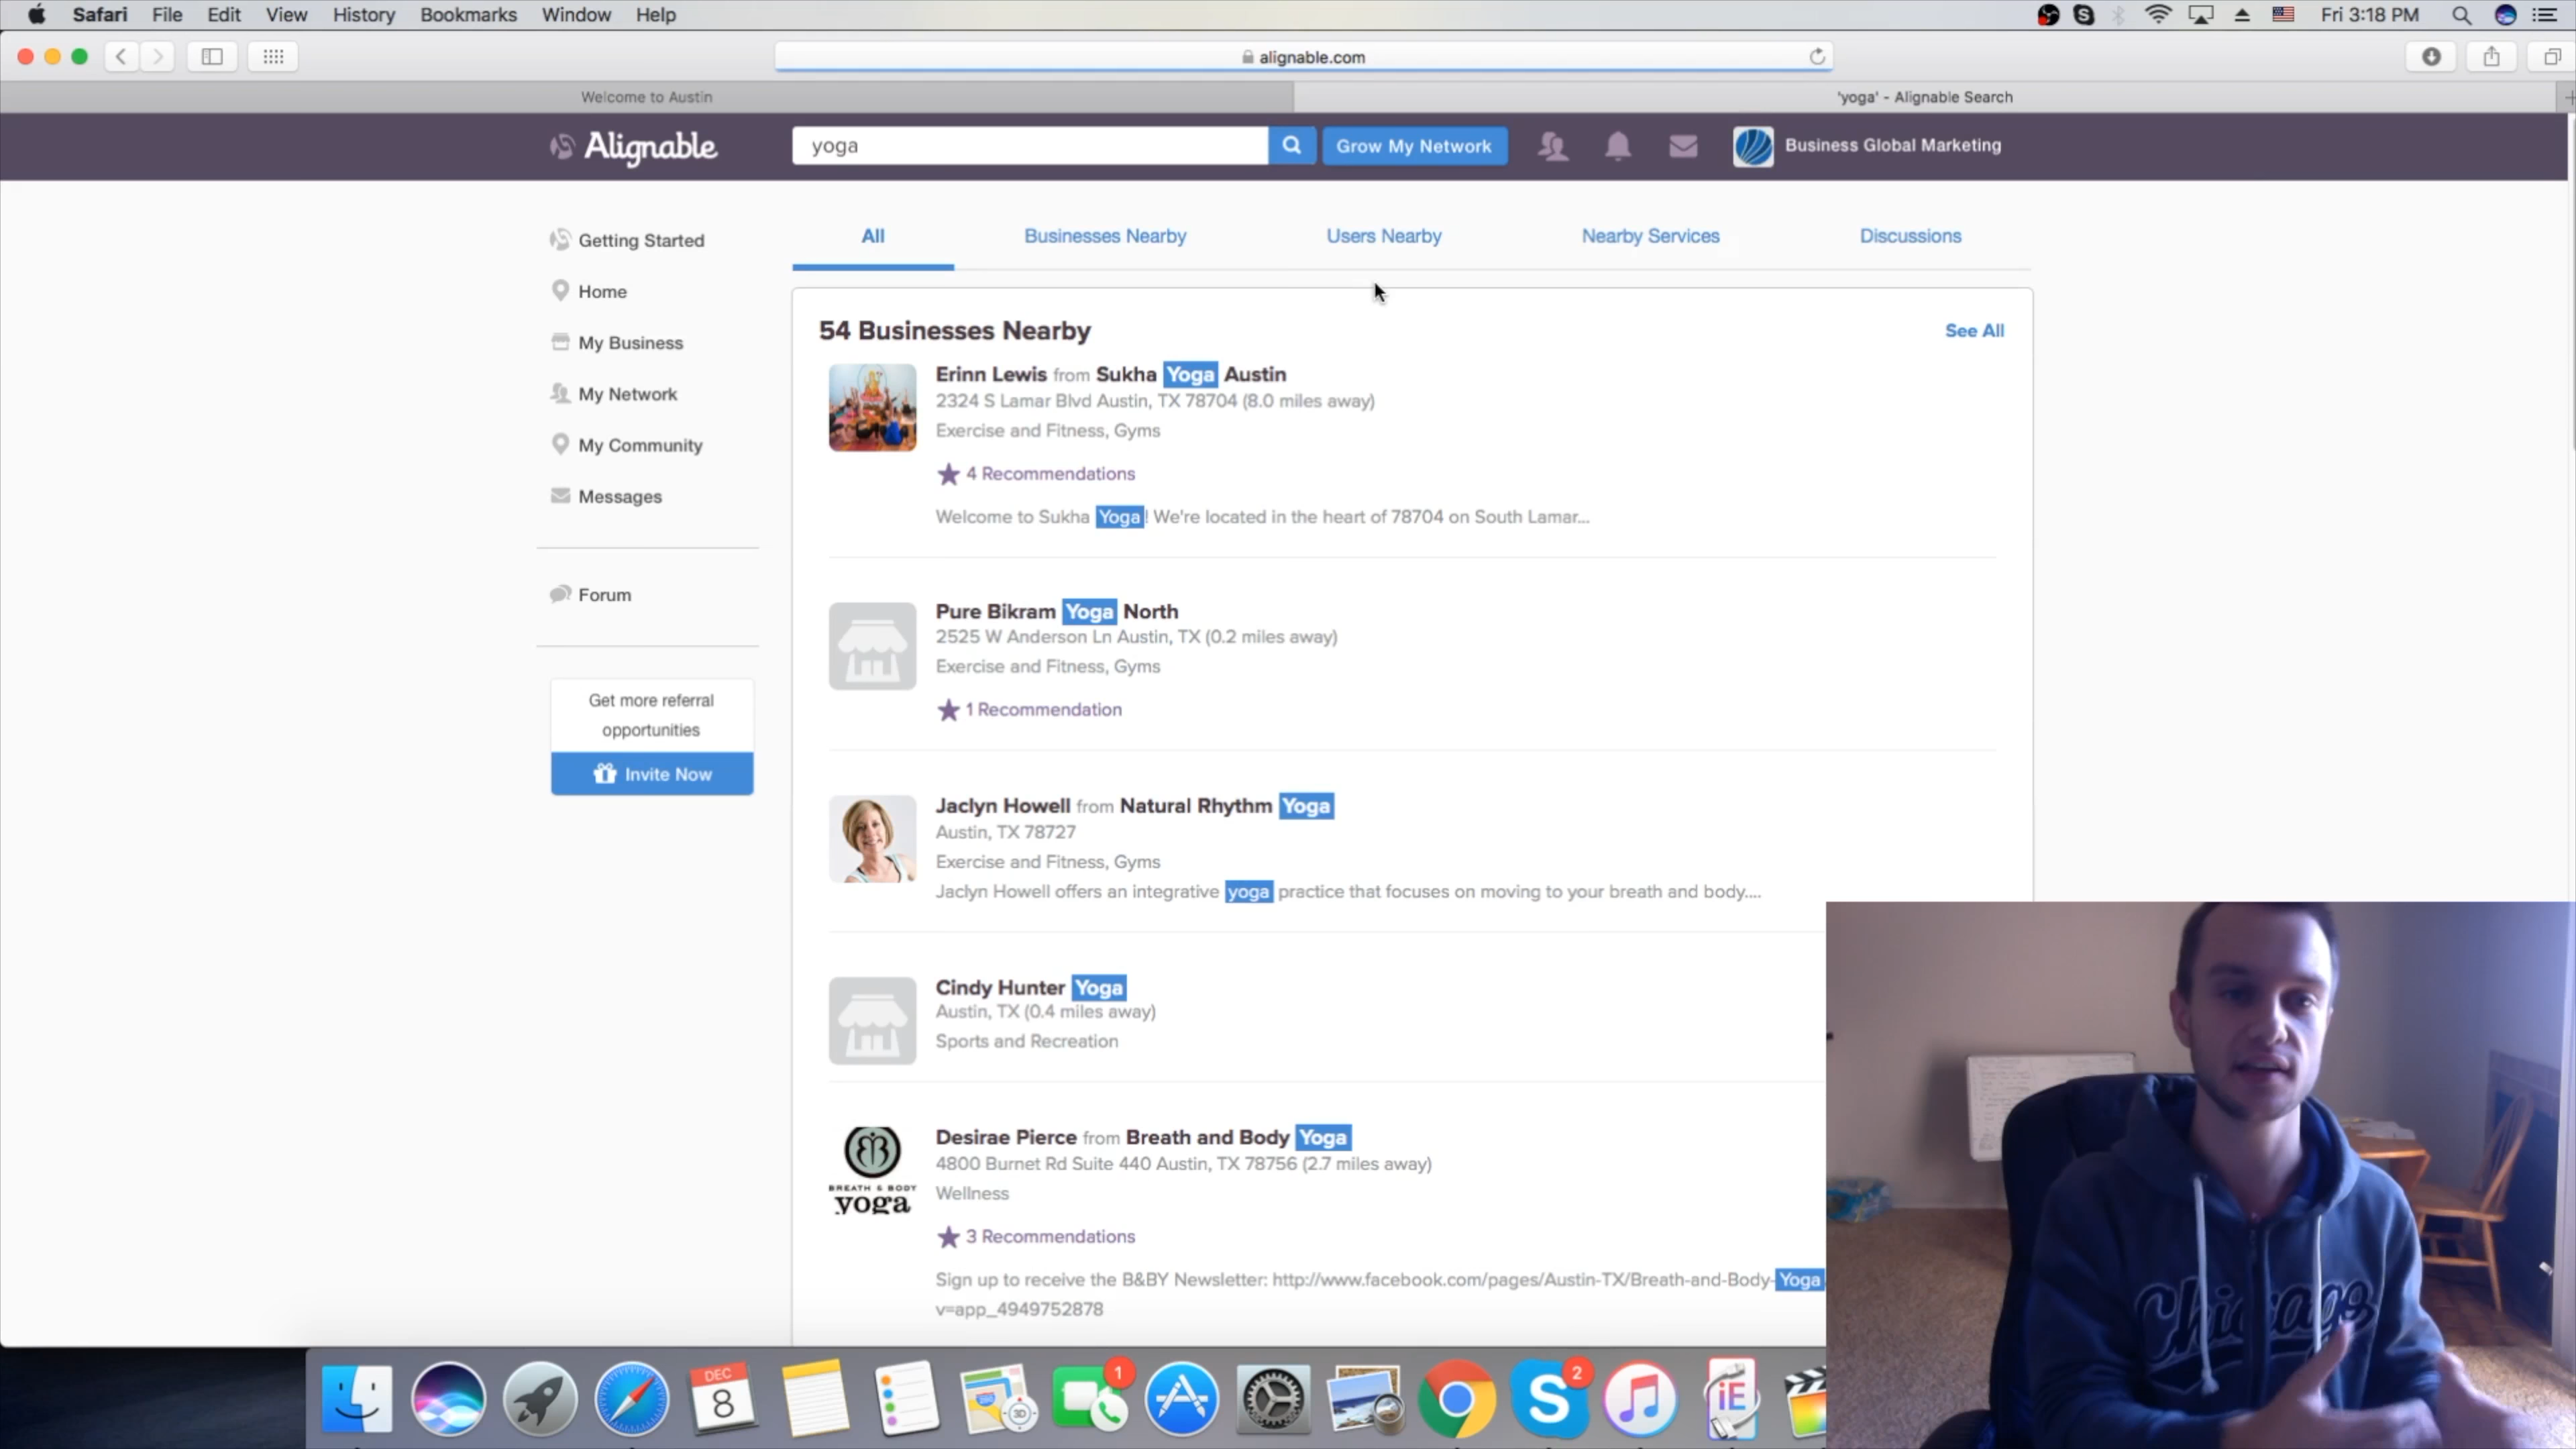 Safari File Edit View History Bookmarks Window Help Fri 3:18 PM
alignable.com
Welcome to Austin 'yoga' - Alignable Search
Alignable yoga Grow My Network Business Global Marketing
Getting Started
Home
My Business
My Network
My Community
Messages
Forum
Get more referral
opportunities
Invite Now
All Businesses Nearby Users Nearby Nearby Services Discussions
54 Businesses Nearby See All
Erinn Lewis from Sukha Yoga Austin
2324 S Lamar Blvd Austin, TX 78704 (8.0 miles away)
Exercise and Fitness, Gyms
4 Recommendations
Welcome to Sukha Yoga! We're located in the heart of 78704 on South Lamar...
Pure Bikram Yoga North
2525 W Anderson Ln Austin, TX (0.2 miles away)
Exercise and Fitness, Gyms
1 Recommendation
Jaclyn Howell from Natural Rhythm Yoga
Austin, TX 78727
Exercise and Fitness, Gyms
Jaclyn Howell offers an integrative yoga practice that focuses on moving to your breath and body....
Cindy Hunter Yoga
Austin, TX (0.4 miles away)
Sports and Recreation
BREATH & BODY
yoga
Desirae Pierce from Breath and Body Yoga
4800 Burnet Rd Suite 440 Austin, TX 78756 (2.7 miles away)
Wellness
3 Recommendations
Sign up to receive the B&BY Newsletter: http://www.facebook.com/pages/Austin-TX/Breath-and-Body-Yoga
v=app_4949752878
Chicago
DEC
8
3D
1
S
2
iE